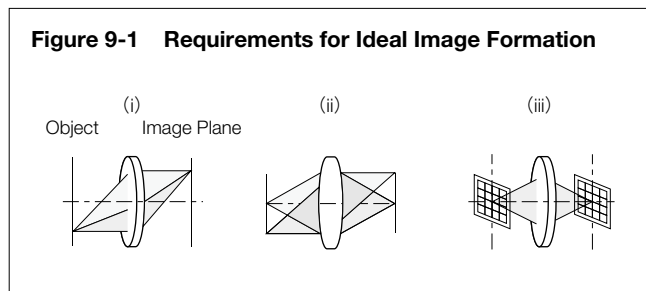 Figure 9-1 Requirements for Ideal Image Formation
(i)
(ii)
(iii)
Object
Image Plane